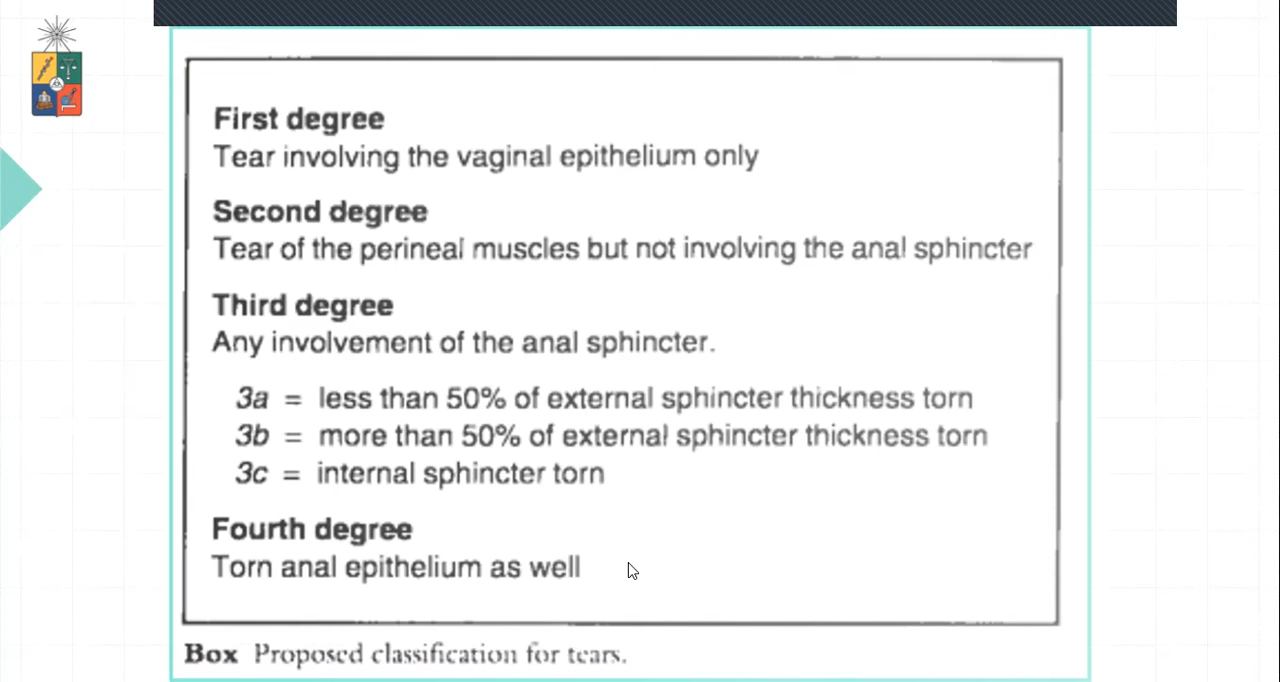 First degree
Tear involving the vaginal epithelium only
Second degree
Tear of the perineal muscles but not involving the anal sphincter
Third degree
Any involvement of the anal sphincter.
3a = less than 50% of external sphincter thickness torn
3b = more than 50% of external sphincter thickness torn
3c = internal sphincter torn
Fourth degree
Torn anal epithelium as well
Box Proposed classification for tears.